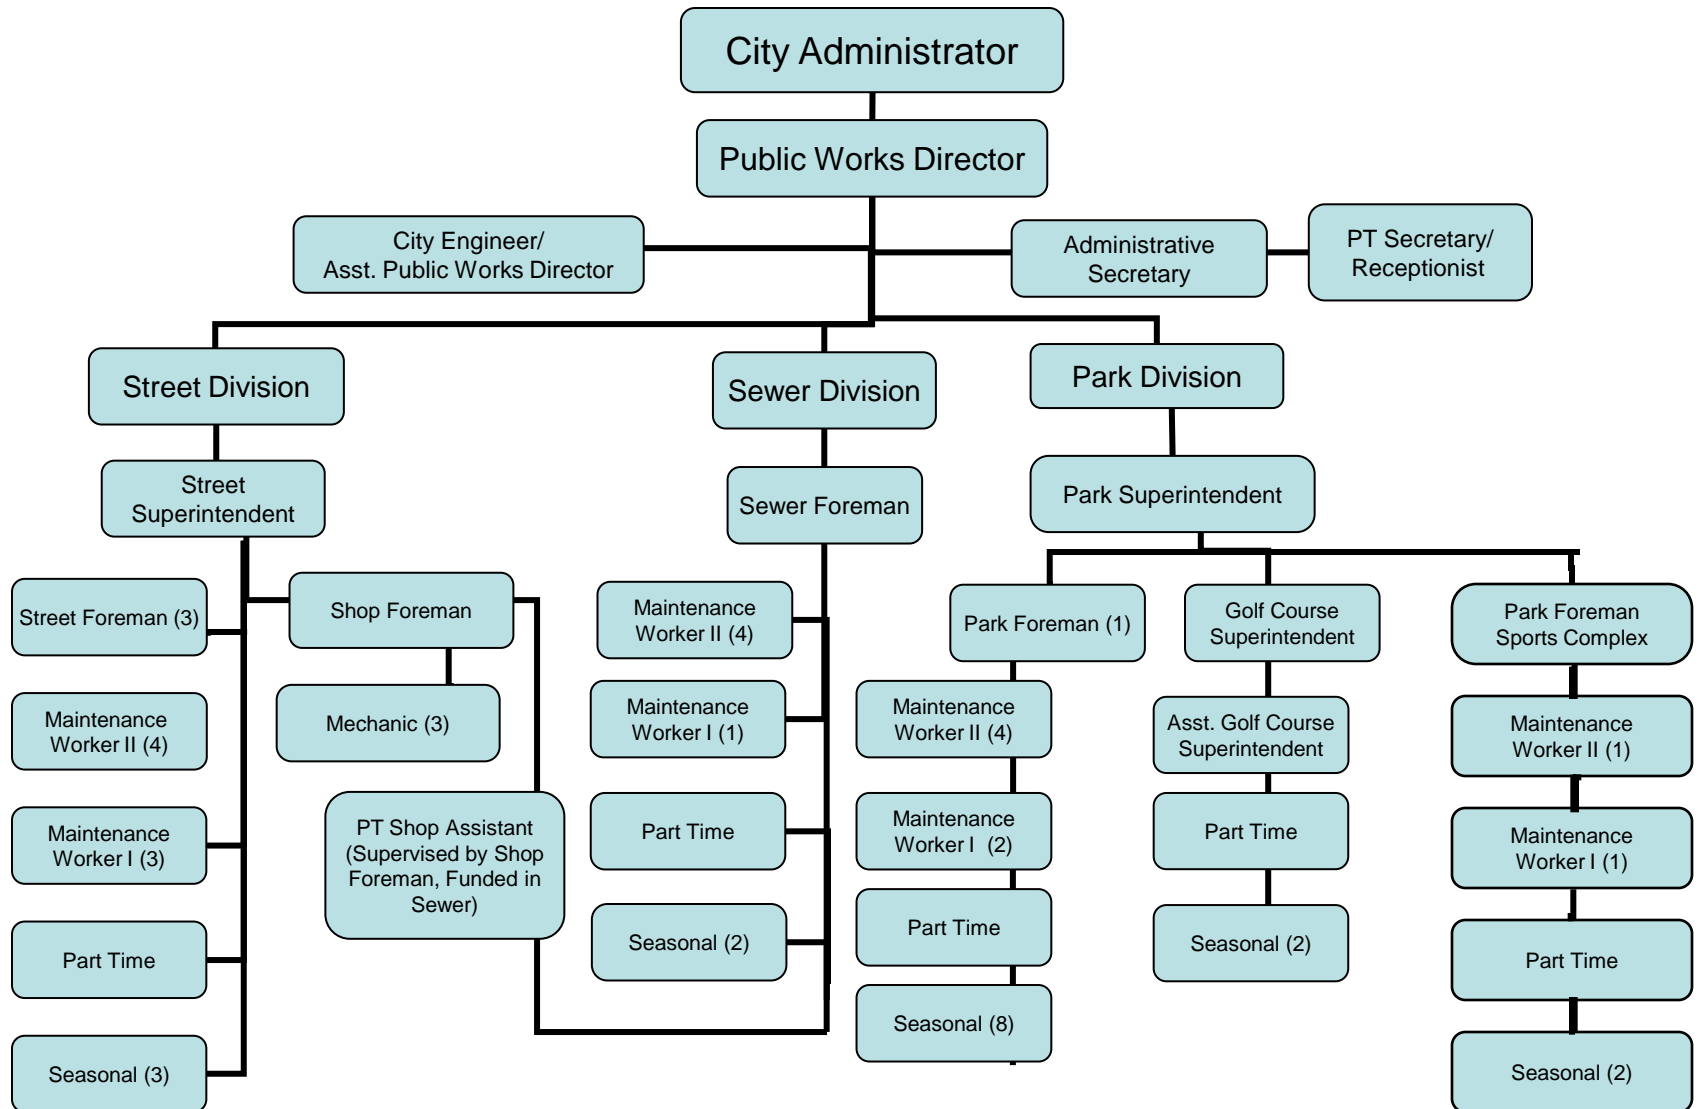 City Administrator
Public Works Director
City Engineer/
Asst. Public Works Director
Administrative
Secretary
PT Secretary/
Receptionist
Street Division
Sewer Division
Park Division
Street
Superintendent
Sewer Foreman
Park Superintendent
Street Foreman (3)
Shop Foreman
Maintenance
Worker II (4)
Park Foreman (1)
Golf Course
Superintendent
Park Foreman
Sports Complex
Maintenance
Worker II (4)
Mechanic (3)
Maintenance
Worker I (1)
Maintenance
Worker II (4)
Asst. Golf Course
Superintendent
Maintenance
Worker II (1)
Maintenance
Worker I (3)
PT Shop Assistant
(Supervised by Shop
Foreman, Funded in
Sewer)
Part Time
Maintenance
Worker I  (2)
Part Time
Maintenance
Worker I (1)
Part Time
Seasonal (2)
Part Time
Seasonal (2)
Part Time
Seasonal (3)
Seasonal (8)
Seasonal (2)